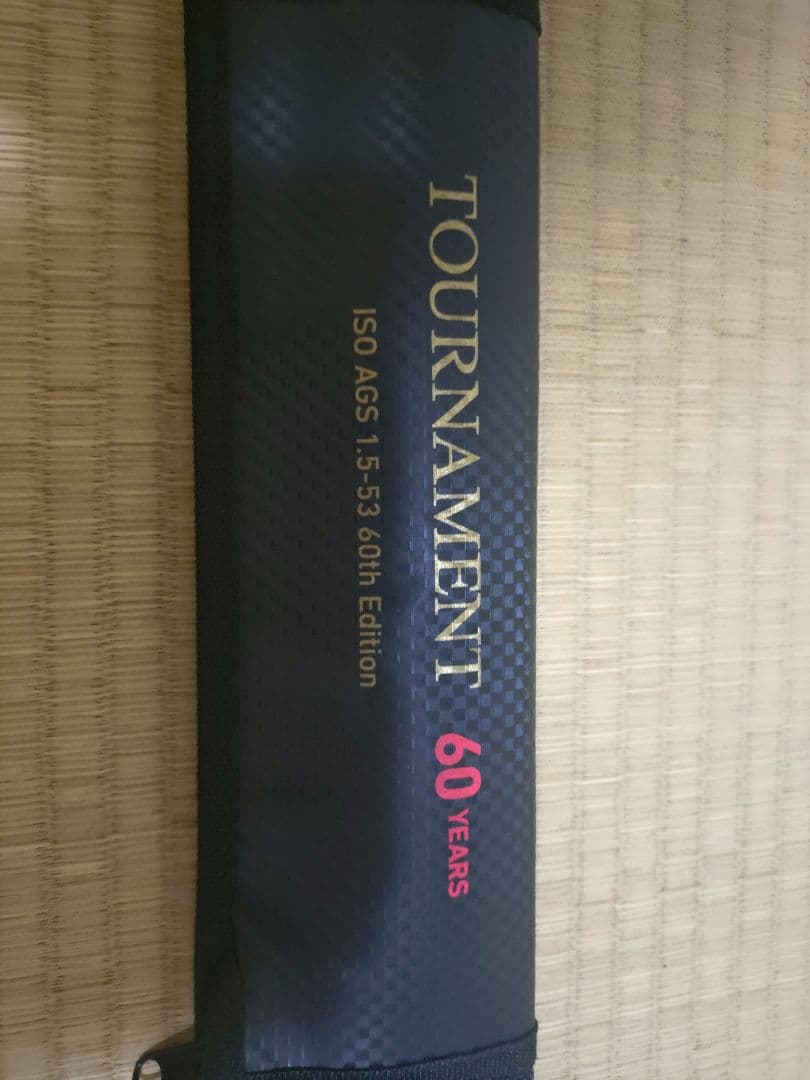 TOURNAMENT 60 YEARS
ISO AGS 1.5-53 60th Edition